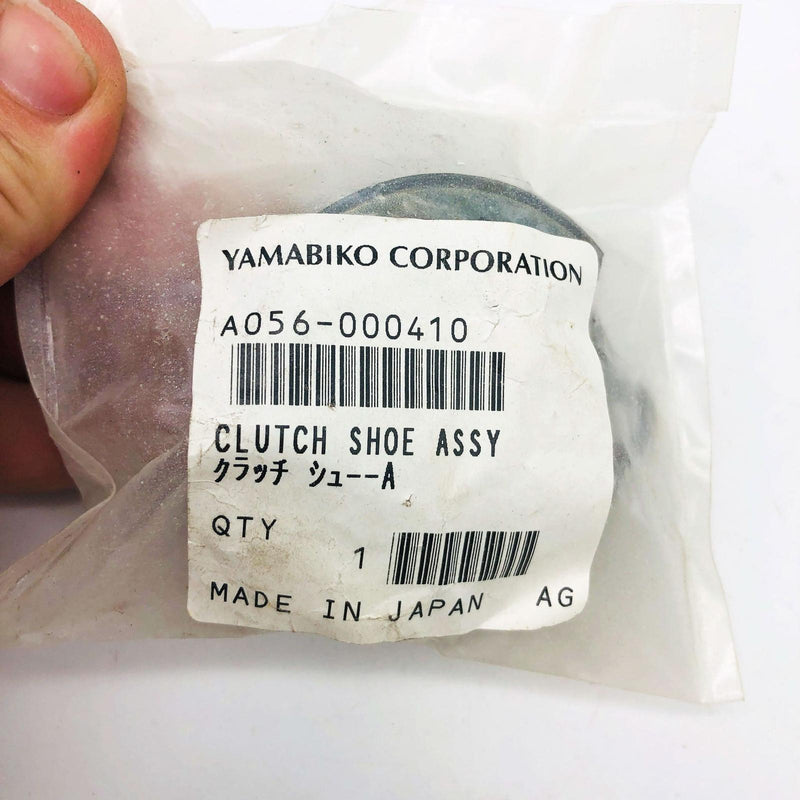 YAMABIKO CORPORATION
A056-000410
CLUTCH SHOE ASSY
クラッチ シュ--A
QTY
1
MADE IN JAPAN AG